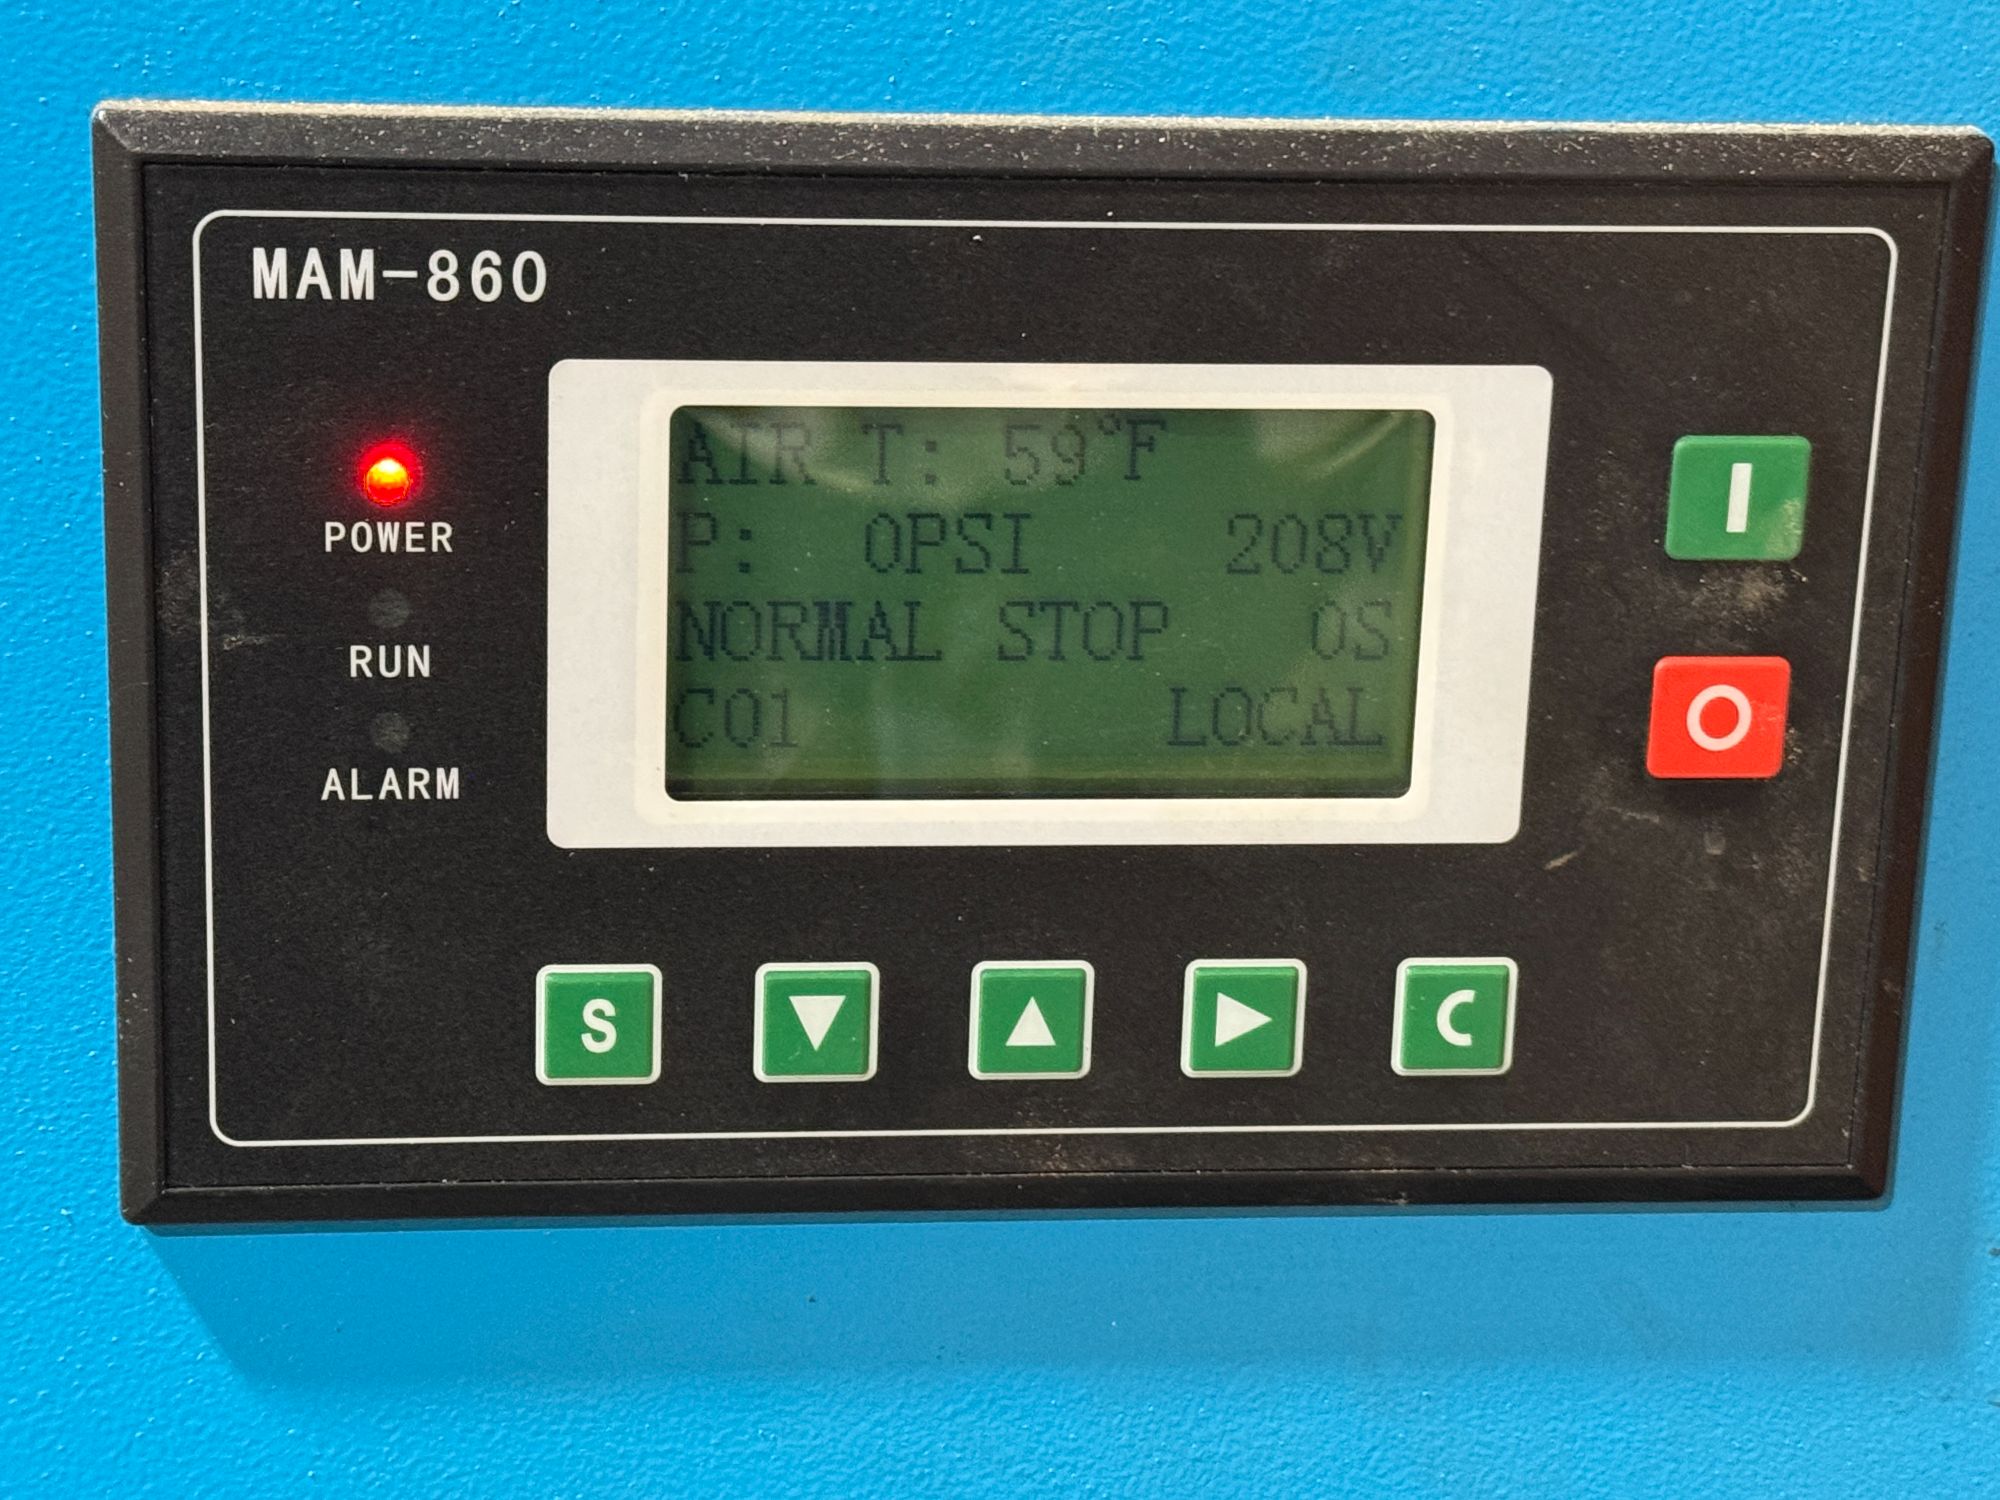 MAM-860
AIR T: 59°F
P: 0PSI 208V
NORMAL STOP 0S
C01 LOCAL
POWER
RUN
ALARM
I
O
S
▼
▲
▶
C